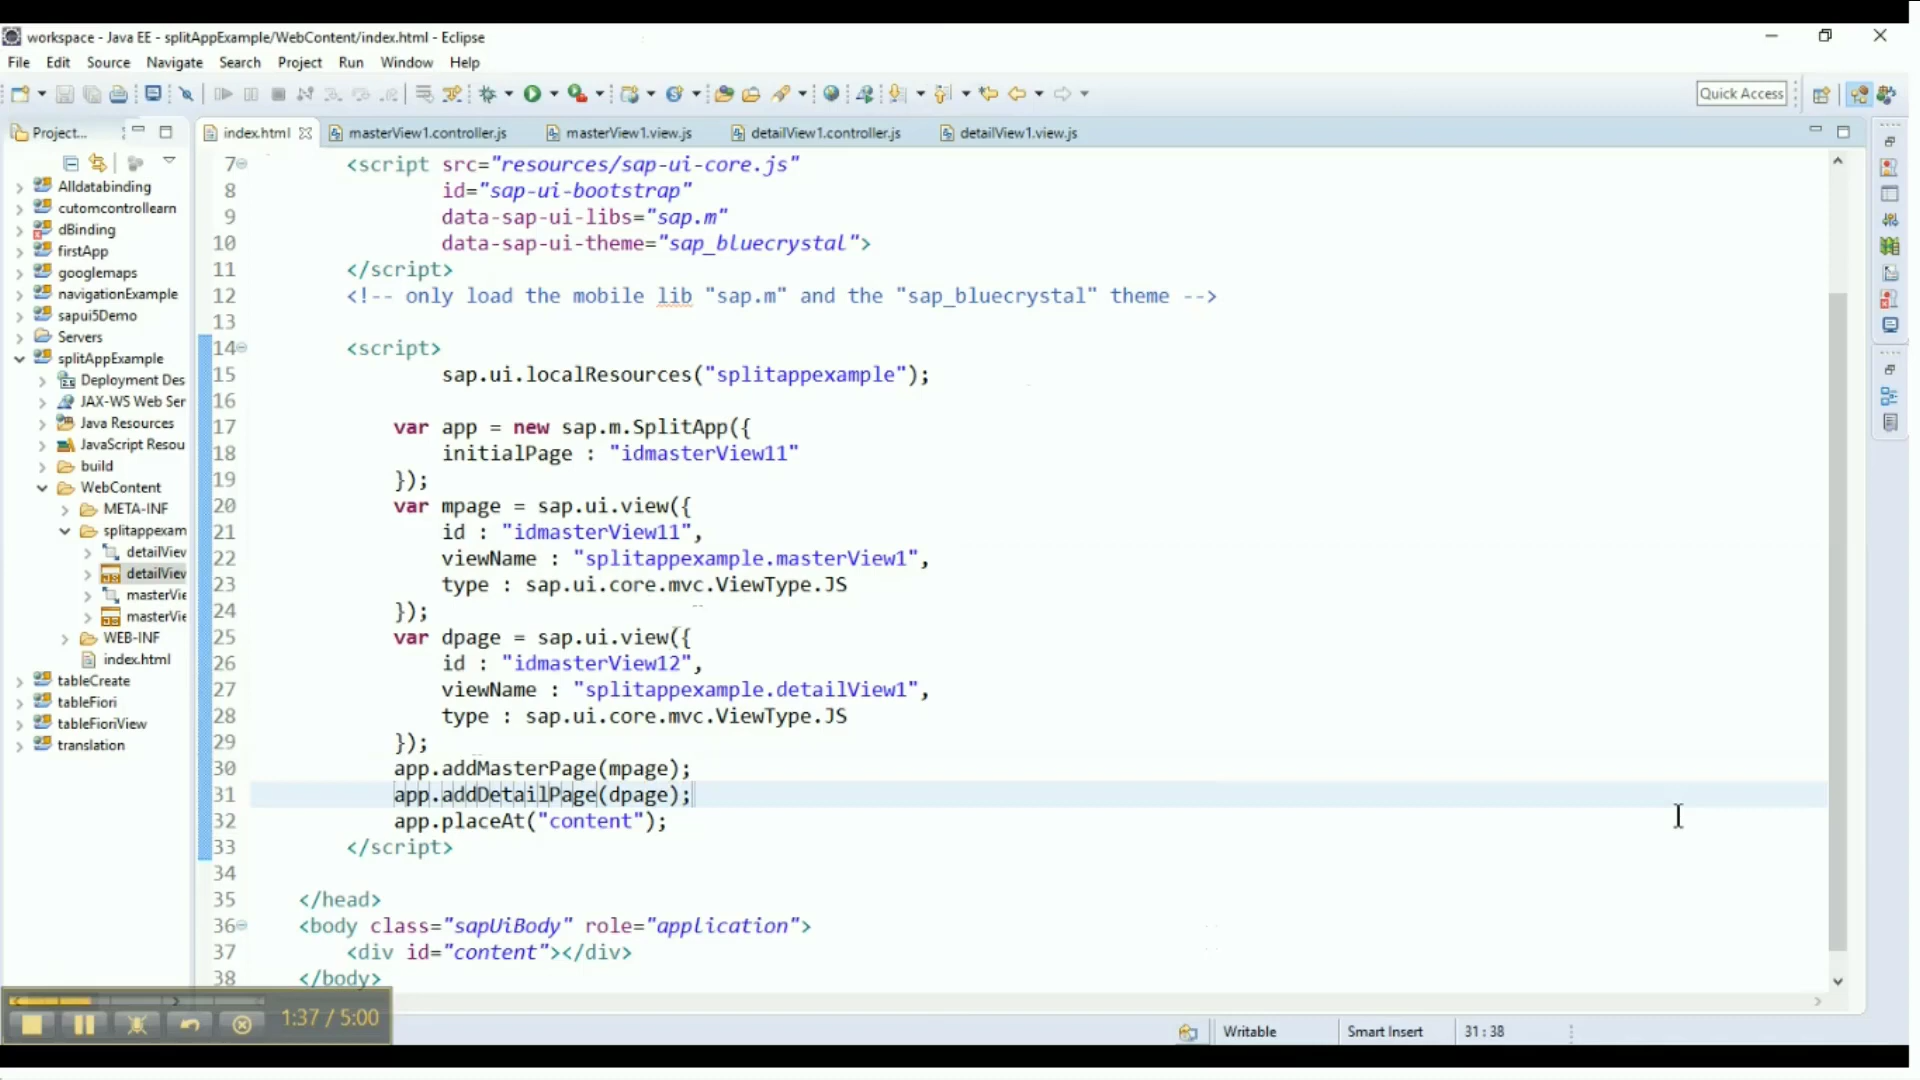 workspace - Java EE - splitAppExample/WebContent/index.html - Eclipse
File Edit Source Navigate Search Project Run Window Help
Quick Access
Project...
index.html
masterView1.controller.js
masterView1.view.js
detailView1.controller.js
detailView1.view.js
Alldatabinding
cutomcontrollearn
dBinding
firstApp
googlemaps
navigationExample
sapui5Demo
Servers
splitAppExample
Deployment Des
JAX-WS Web Ser
Java Resources
JavaScript Resou
build
WebContent
META-INF
splitappexam
detailViev
detailViev
masterVie
masterVie
WEB-INF
index.html
tableCreate
tableFiori
tableFioriView
translation
7 <script src="resources/sap-ui-core.js"
8 id="sap-ui-bootstrap"
9 data-sap-ui-libs="sap.m"
10 data-sap-ui-theme="sap_bluecrystal">
11 </script>
12 <!-- only load the mobile lib "sap.m" and the "sap_bluecrystal" theme -->
13
14 <script>
15 sap.ui.localResources("splitappexample");
16
17 var app = new sap.m.SplitApp({
18 initialPage : "idmasterView11"
19 });
20 var mpage = sap.ui.view({
21 id : "idmasterView11",
22 viewName : "splitappexample.masterView1",
23 type : sap.ui.core.mvc.ViewType.JS
24 });
25 var dpage = sap.ui.view({
26 id : "idmasterView12",
27 viewName : "splitappexample.detailView1",
28 type : sap.ui.core.mvc.ViewType.JS
29 });
30 app.addMasterPage(mpage);
31 app.addDetailPage(dpage);
32 app.placeAt("content");
33 </script>
34
35 </head>
36 <body class="sapUiBody" role="application">
37 <div id="content"></div>
38 </body>
1:37 / 5:00
Writable
Smart Insert
31 : 38